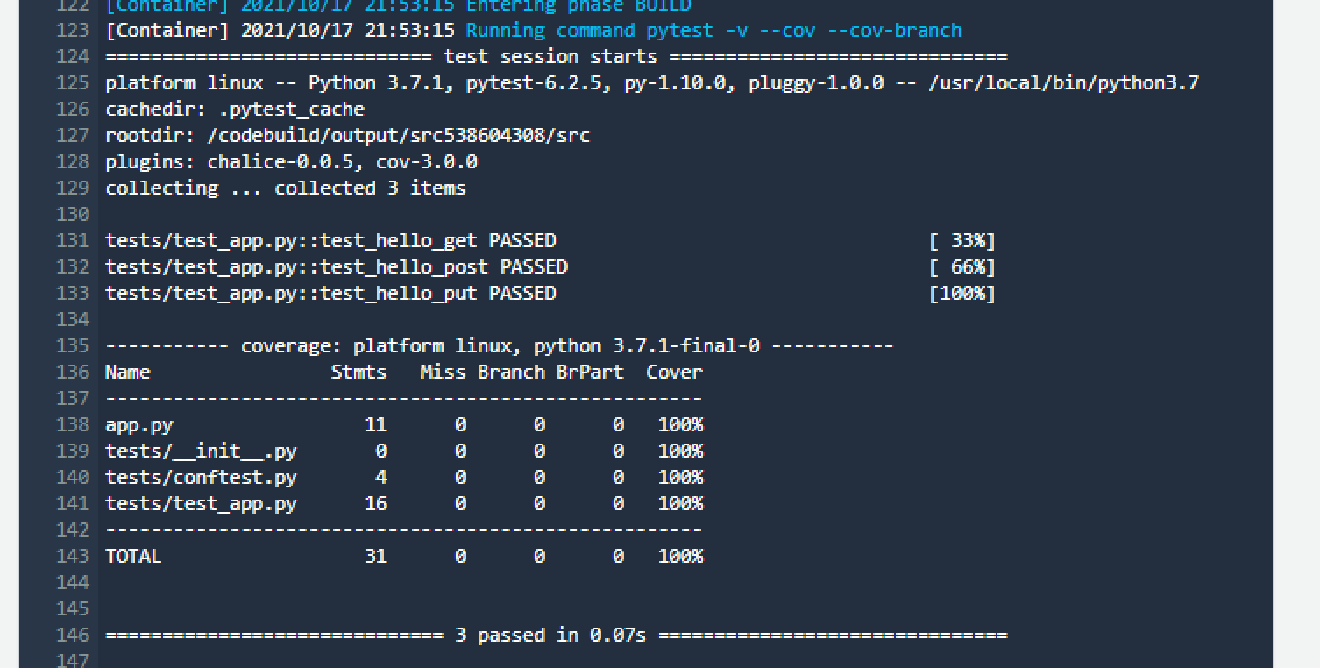 122 [Container] 2021/10/17 21:53:15 Entering phase BUILD
123 [Container] 2021/10/17 21:53:15 Running command pytest -v --cov --cov-branch
124 ============================= test session starts ==============================
125 platform linux -- Python 3.7.1, pytest-6.2.5, py-1.10.0, pluggy-1.0.0 -- /usr/local/bin/python3.7
126 cachedir: .pytest_cache
127 rootdir: /codebuild/output/src538604308/src
128 plugins: chalice-0.0.5, cov-3.0.0
129 collecting ... collected 3 items
130
131 tests/test_app.py::test_hello_get PASSED                                 [ 33%]
132 tests/test_app.py::test_hello_post PASSED                                [ 66%]
133 tests/test_app.py::test_hello_put PASSED                                 [100%]
134
135 ----------- coverage: platform linux, python 3.7.1-final-0 -----------
136 Name                Stmts   Miss Branch BrPart  Cover
137 -----------------------------------------------------
138 app.py                 11      0      0      0   100%
139 tests/__init__.py       0      0      0      0   100%
140 tests/conftest.py       4      0      0      0   100%
141 tests/test_app.py      16      0      0      0   100%
142 -----------------------------------------------------
143 TOTAL                  31      0      0      0   100%
144
145
146 ============================== 3 passed in 0.07s ===============================
147